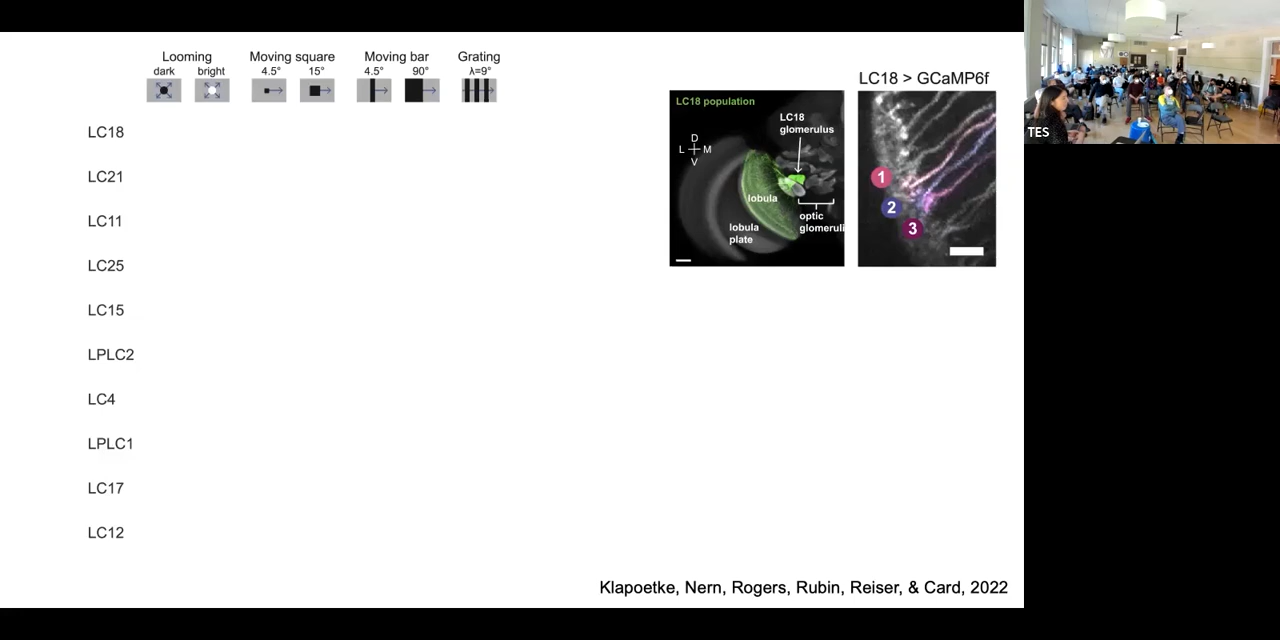 Looming
dark
bright
Moving square
4.5°
15°
Moving bar
4.5°
90°
Grating
λ=9°
LC18
LC21
LC11
LC25
LC15
LPLC2
LC4
LPLC1
LC17
LC12
LC18 population
D
L M
V
LC18
glomerulus
lobula
lobula
plate
optic
glomeruli
LC18 > GCaMP6f
1
2
3
Klapoetke, Nern, Rogers, Rubin, Reiser, & Card, 2022
TES